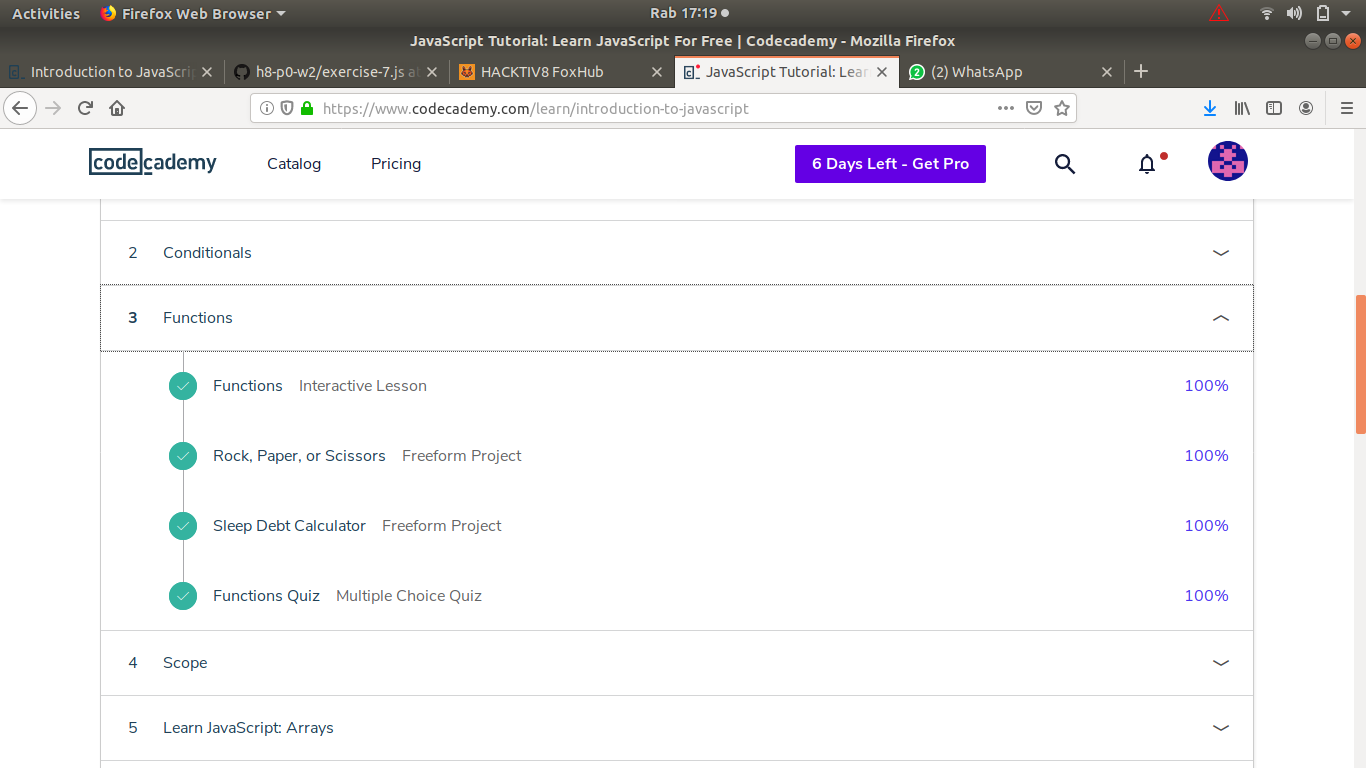 Activities Firefox Web Browser Rab 17:19
JavaScript Tutorial: Learn JavaScript For Free | Codecademy - Mozilla Firefox
Introduction to JavaScri h8-p0-w2/exercise-7.js a HACKTIV8 FoxHub JavaScript Tutorial: Lear (2) WhatsApp
https://www.codecademy.com/learn/introduction-to-javascript
codecademy Catalog Pricing 6 Days Left - Get Pro
2 Conditionals
3 Functions
Functions Interactive Lesson 100%
Rock, Paper, or Scissors Freeform Project 100%
Sleep Debt Calculator Freeform Project 100%
Functions Quiz Multiple Choice Quiz 100%
4 Scope
5 Learn JavaScript: Arrays